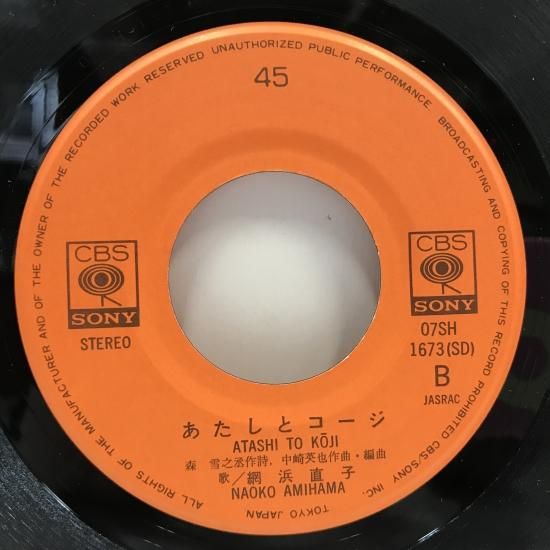 ALL RIGHTS OF THE MANUFACTURER AND OF THE OWNER OF THE RECORDED WORK RESERVED UNAUTHORIZED PUBLIC PERFORMANCE. BROADCASTING AND COPYING OF THIS RECORD PROHIBITED CBS/SONY INC.
TOKYO JAPAN
45
CBS
SONY
STEREO
CBS
SONY
07SH
1673(SD)
B
JASRAC
あたしとコージ
ATASHI TO KŌJI
森 雪之丞作詩, 中崎英也作曲・編曲
歌/網浜直子
NAOKO AMIHAMA